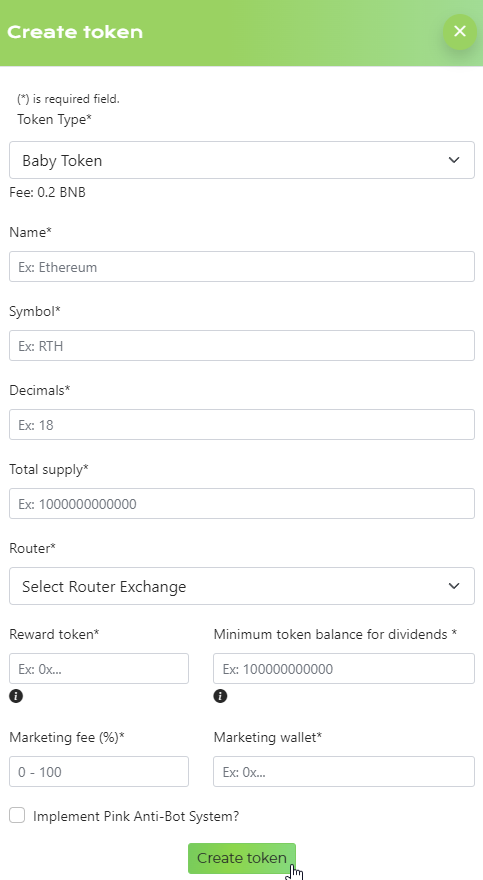 Create token
(*) is required field.
Token Type*
Baby Token
Fee: 0.2 BNB
Name*
Ex: Ethereum
Symbol*
Ex: RTH
Decimals*
Ex: 18
Total supply*
Ex: 1000000000000
Router*
Select Router Exchange
Reward token* Minimum token balance for dividends *
Ex: 0x... Ex: 100000000000
Marketing fee (%)* Marketing wallet*
0 - 100 Ex: 0x...
Implement Pink Anti-Bot System?
Create token